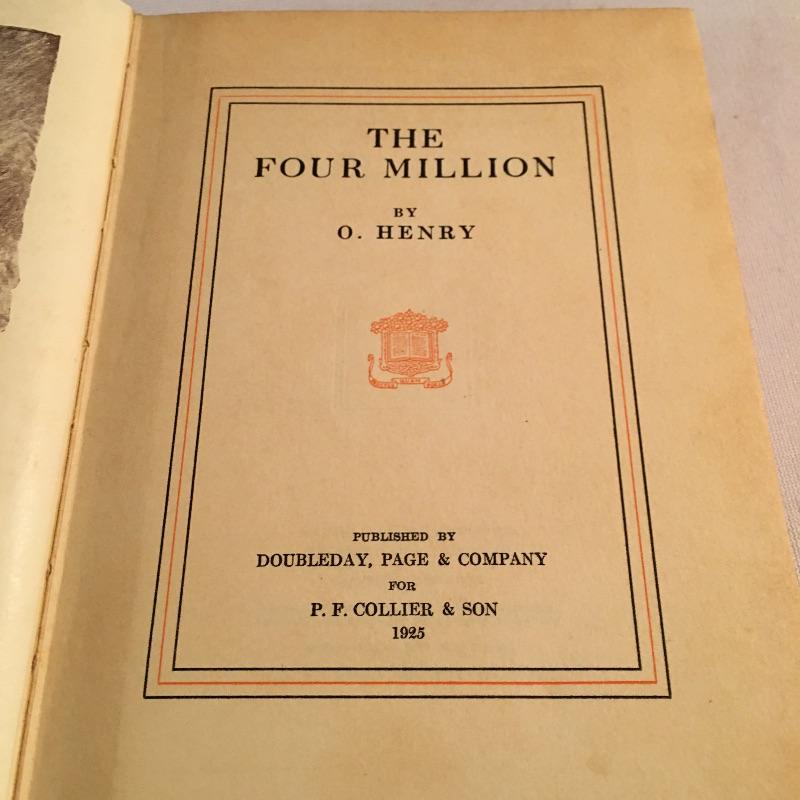 THE
FOUR MILLION
BY
O. HENRY
PUBLISHED BY
DOUBLEDAY, PAGE & COMPANY
FOR
P. F. COLLIER & SON
1925